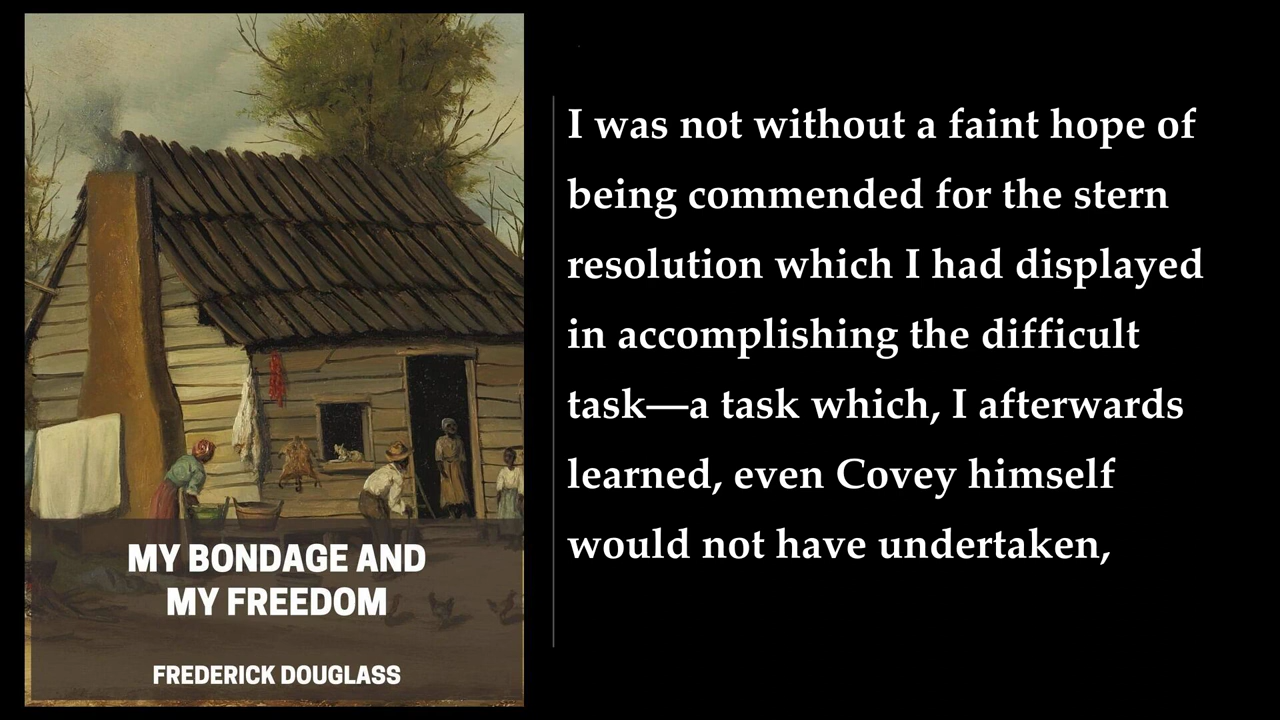 MY BONDAGE AND
MY FREEDOM
FREDERICK DOUGLASS
I was not without a faint hope of
being commended for the stern
resolution which I had displayed
in accomplishing the difficult
task—a task which, I afterwards
learned, even Covey himself
would not have undertaken,